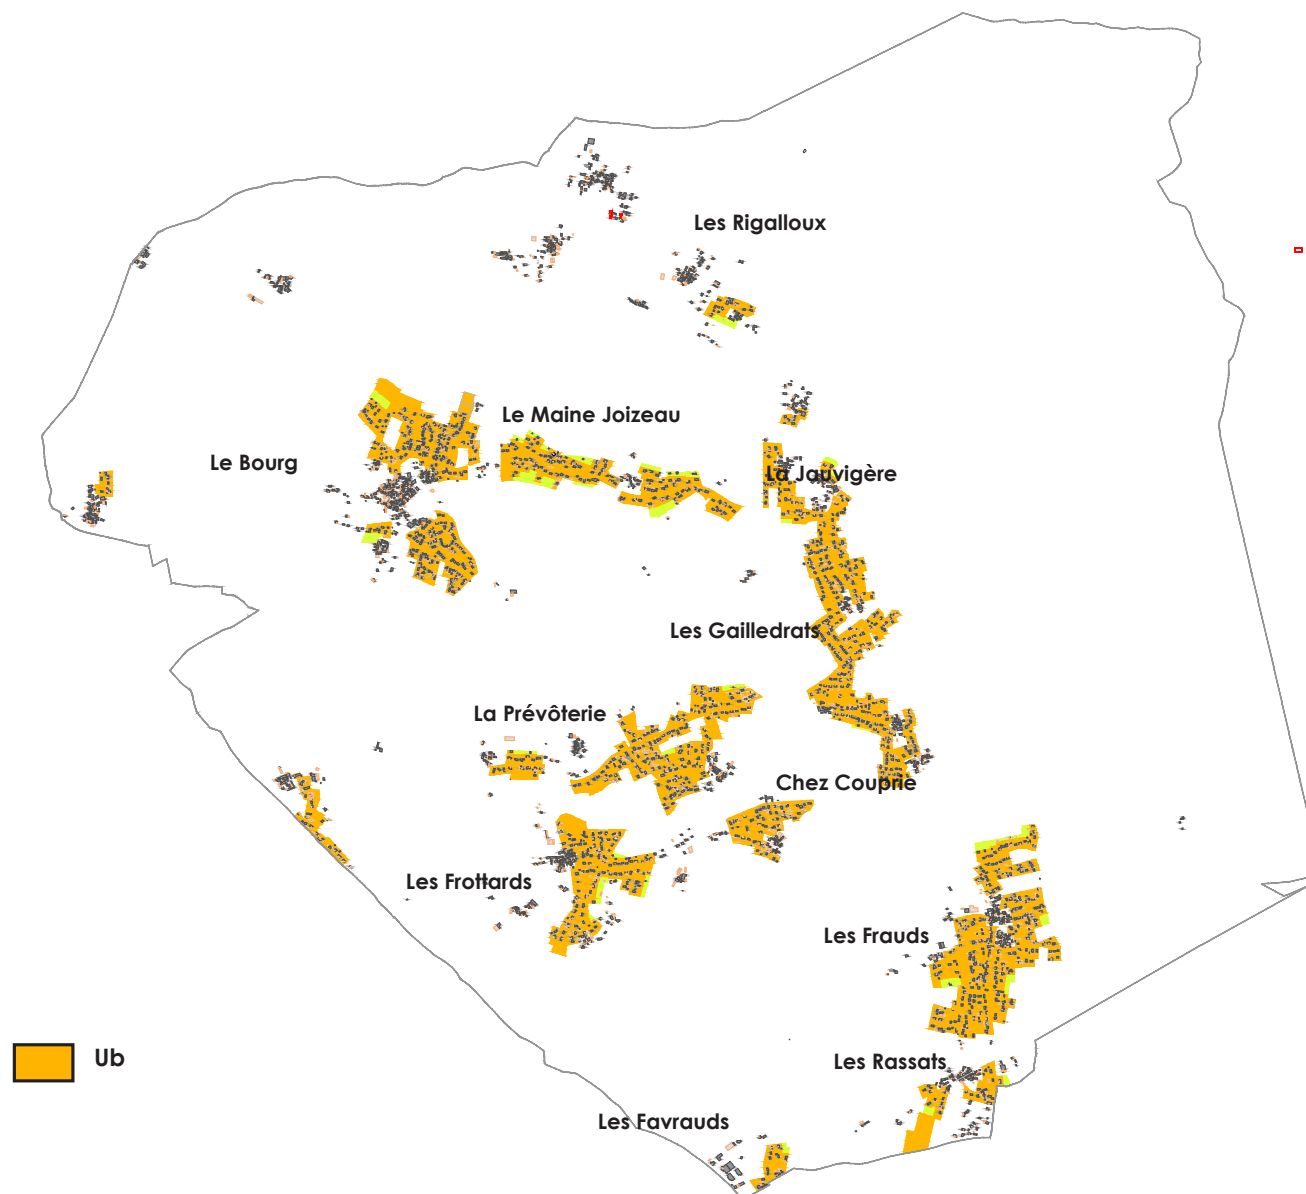 Les Rigalloux
Le Maine Joizeau
Le Bourg
La Jauvigère
Les Gailledrats
La Prévôterie
Chez Couprie
Les Frottards
Les Frauds
Les Rassats
Ub
Les Favrauds